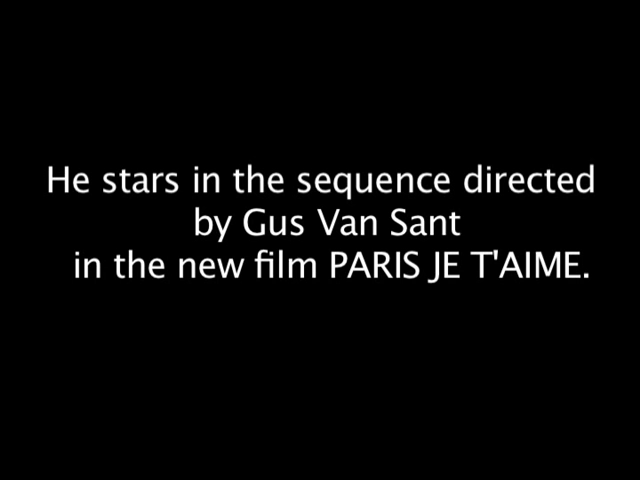 He stars in the sequence directed
by Gus Van Sant
in the new film PARIS JE T'AIME.